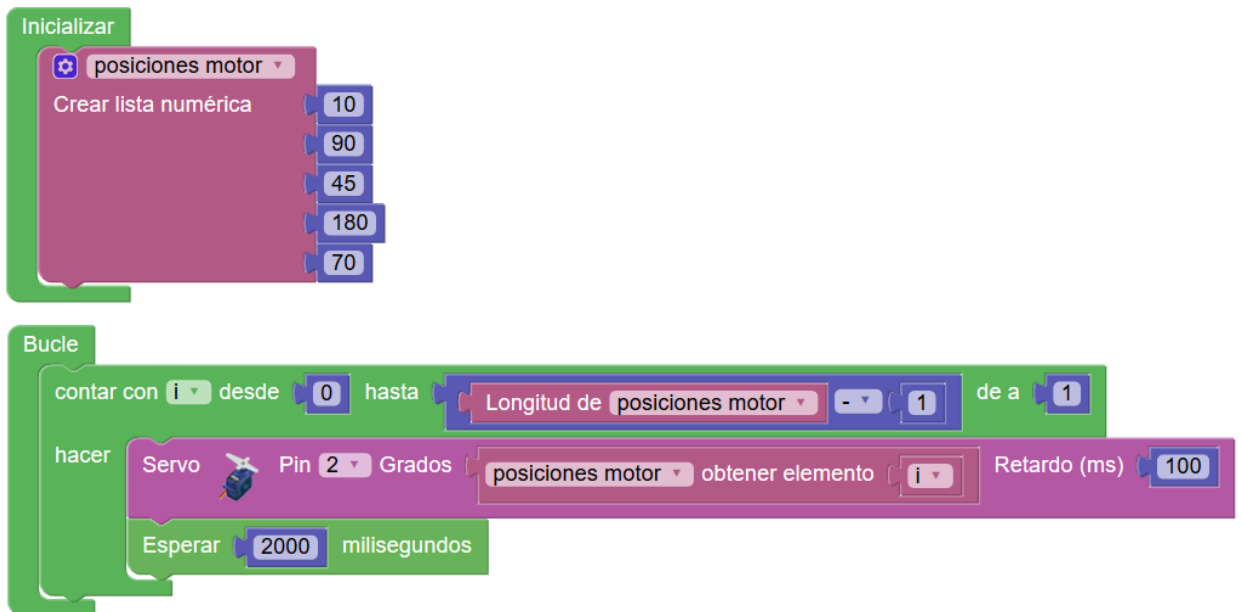 Inicializar
posiciones motor
Crear lista numérica 10
90
45
180
70
Bucle
contar con i desde 0 hasta Longitud de posiciones motor - 1 de a 1
hacer Servo Pin 2 Grados posiciones motor obtener elemento i Retardo (ms) 100
Esperar 2000 milisegundos